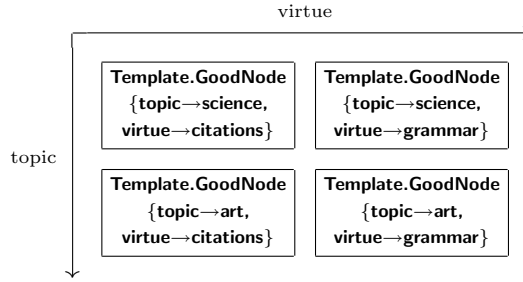 virtue
Template.GoodNode
{topic→science,
virtue→citations}
Template.GoodNode
{topic→science,
virtue→grammar}
topic
Template.GoodNode
{topic→art,
virtue→citations}
Template.GoodNode
{topic→art,
virtue→grammar}